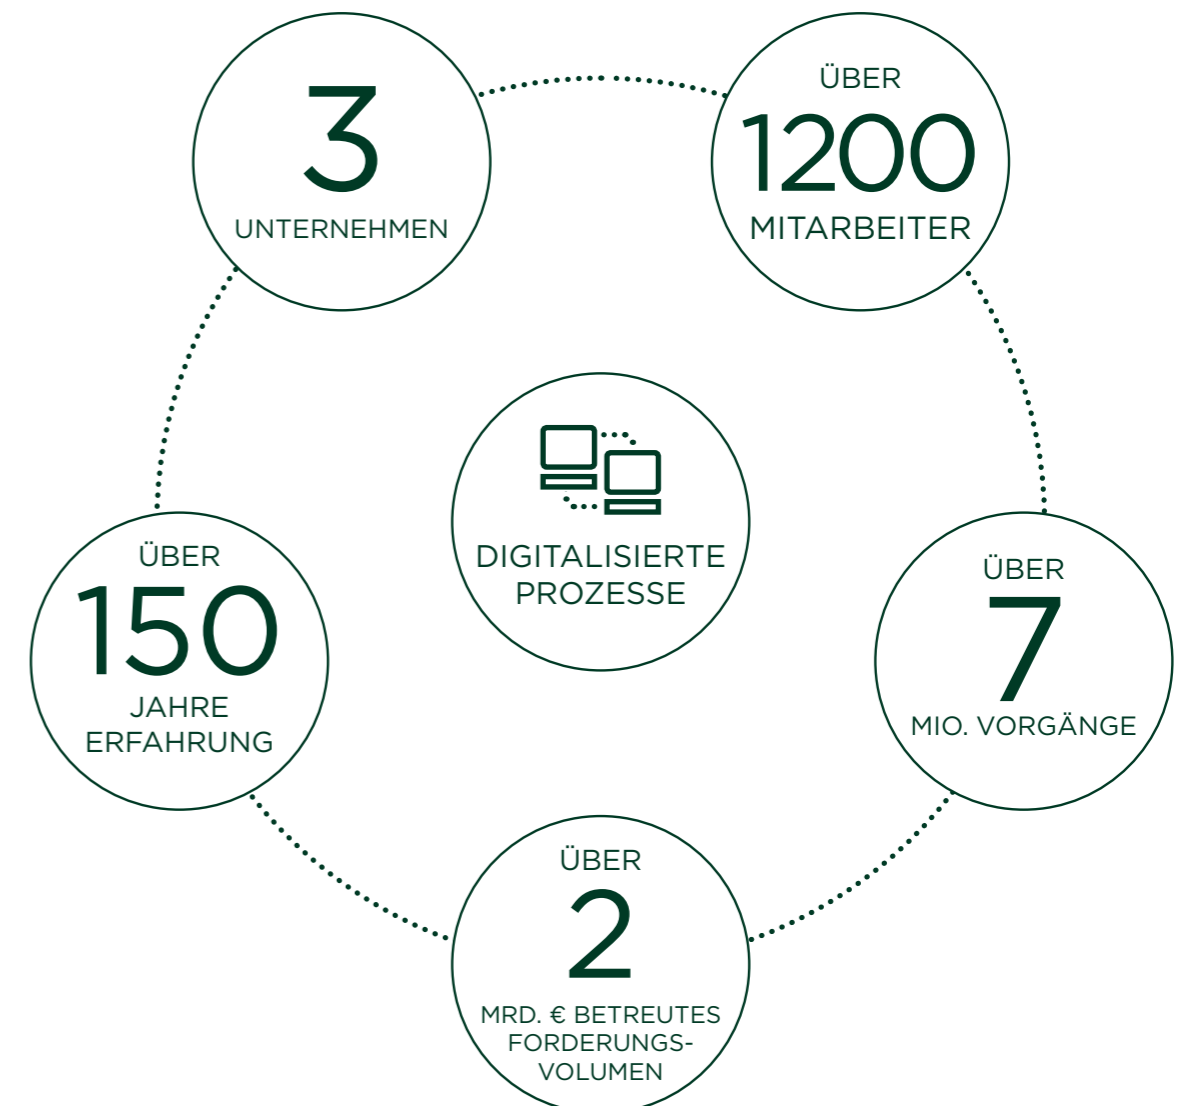 3
UNTERNEHMEN
ÜBER
1200
MITARBEITER
DIGITALISIERTE
PROZESSE
ÜBER
150
JAHRE
ERFAHRUNG
ÜBER
7
MIO. VORGÄNGE
ÜBER
2
MRD. € BETREUTES
FORDERUNGS-
VOLUMEN